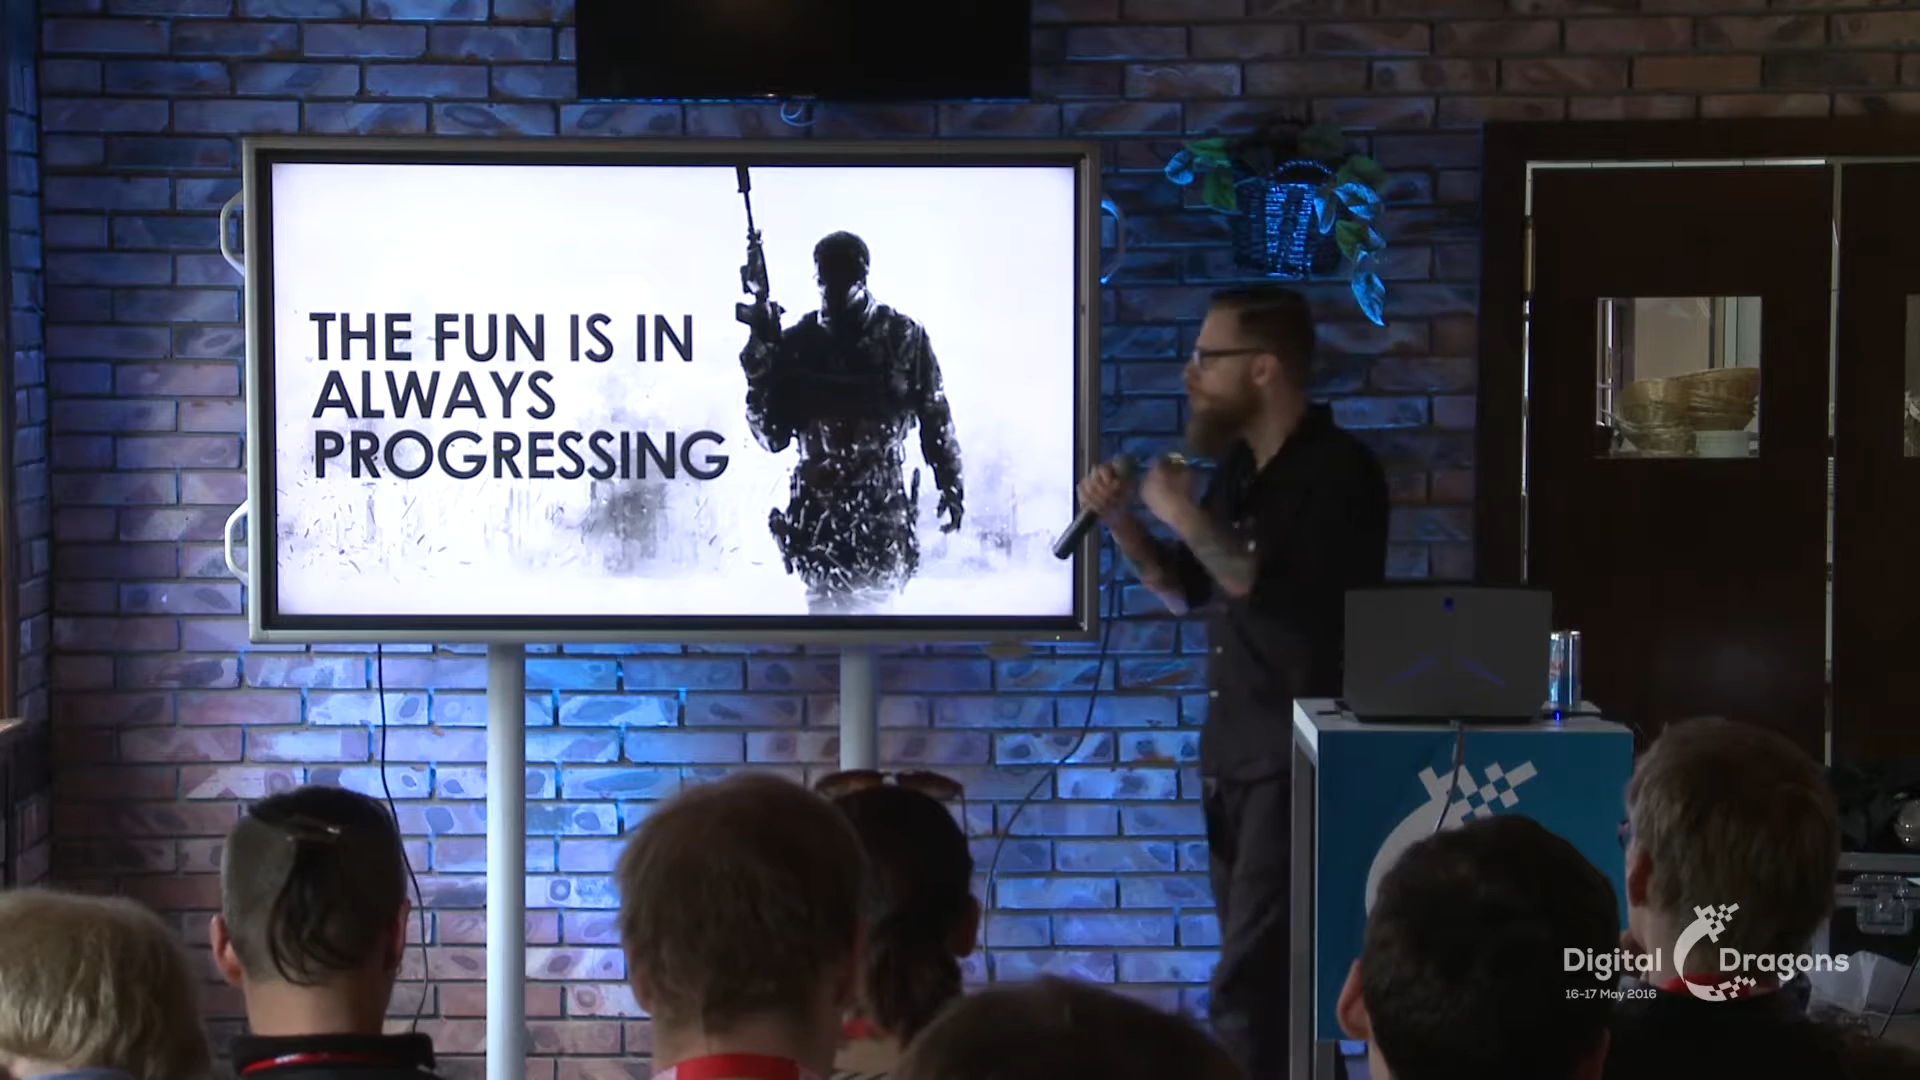 THE FUN IS IN
ALWAYS
PROGRESSING
Digital Dragons
16-17 May 2016